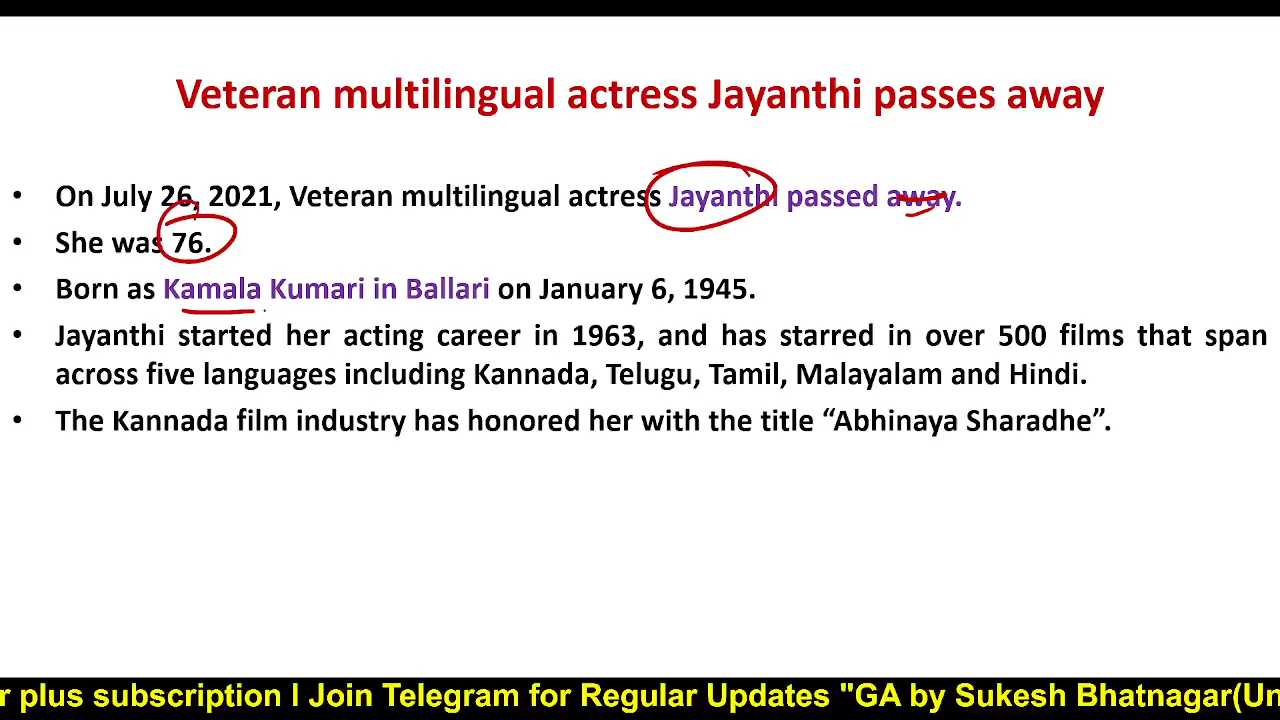 Veteran multilingual actress Jayanthi passes away
• On July 26, 2021, Veteran multilingual actress Jayanthi passed away.
• She was 76.
• Born as Kamala Kumari in Ballari on January 6, 1945.
• Jayanthi started her acting career in 1963, and has starred in over 500 films that span
across five languages including Kannada, Telugu, Tamil, Malayalam and Hindi.
• The Kannada film industry has honored her with the title “Abhinaya Sharadhe”.
r plus subscription I Join Telegram for Regular Updates "GA by Sukesh Bhatnagar(Un